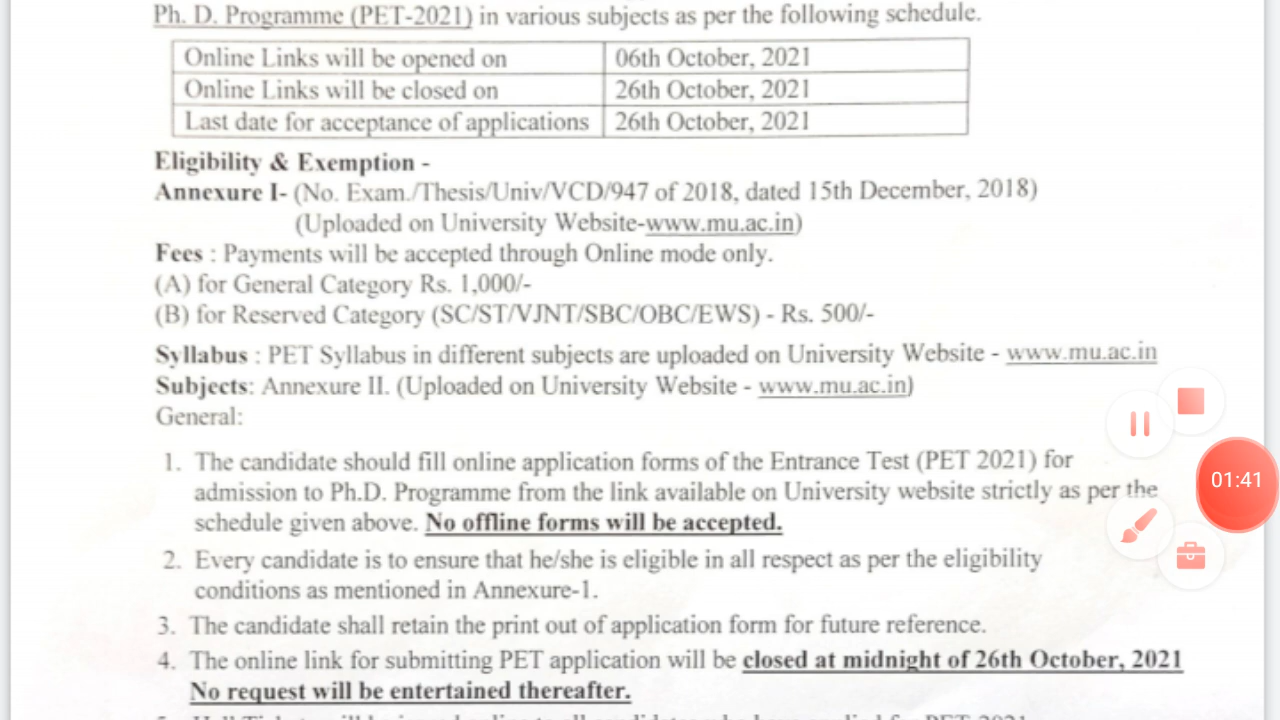 Ph. D. Programme (PET-2021) in various subjects as per the following schedule.
Online Links will be opened on 06th October, 2021
Online Links will be closed on 26th October, 2021
Last date for acceptance of applications 26th October, 2021
Eligibility & Exemption -
Annexure I- (No. Exam./Thesis/Univ/VCD/947 of 2018, dated 15th December, 2018)
(Uploaded on University Website-www.mu.ac.in)
Fees : Payments will be accepted through Online mode only.
(A) for General Category Rs. 1,000/-
(B) for Reserved Category (SC/ST/VJNT/SBC/OBC/EWS) - Rs. 500/-
Syllabus : PET Syllabus in different subjects are uploaded on University Website - www.mu.ac.in
Subjects: Annexure II. (Uploaded on University Website - www.mu.ac.in)
General:
1. The candidate should fill online application forms of the Entrance Test (PET 2021) for
admission to Ph.D. Programme from the link available on University website strictly as per the
schedule given above. No offline forms will be accepted.
2. Every candidate is to ensure that he/she is eligible in all respect as per the eligibility
conditions as mentioned in Annexure-1.
3. The candidate shall retain the print out of application form for future reference.
4. The online link for submitting PET application will be closed at midnight of 26th October, 2021
No request will be entertained thereafter.
01:41